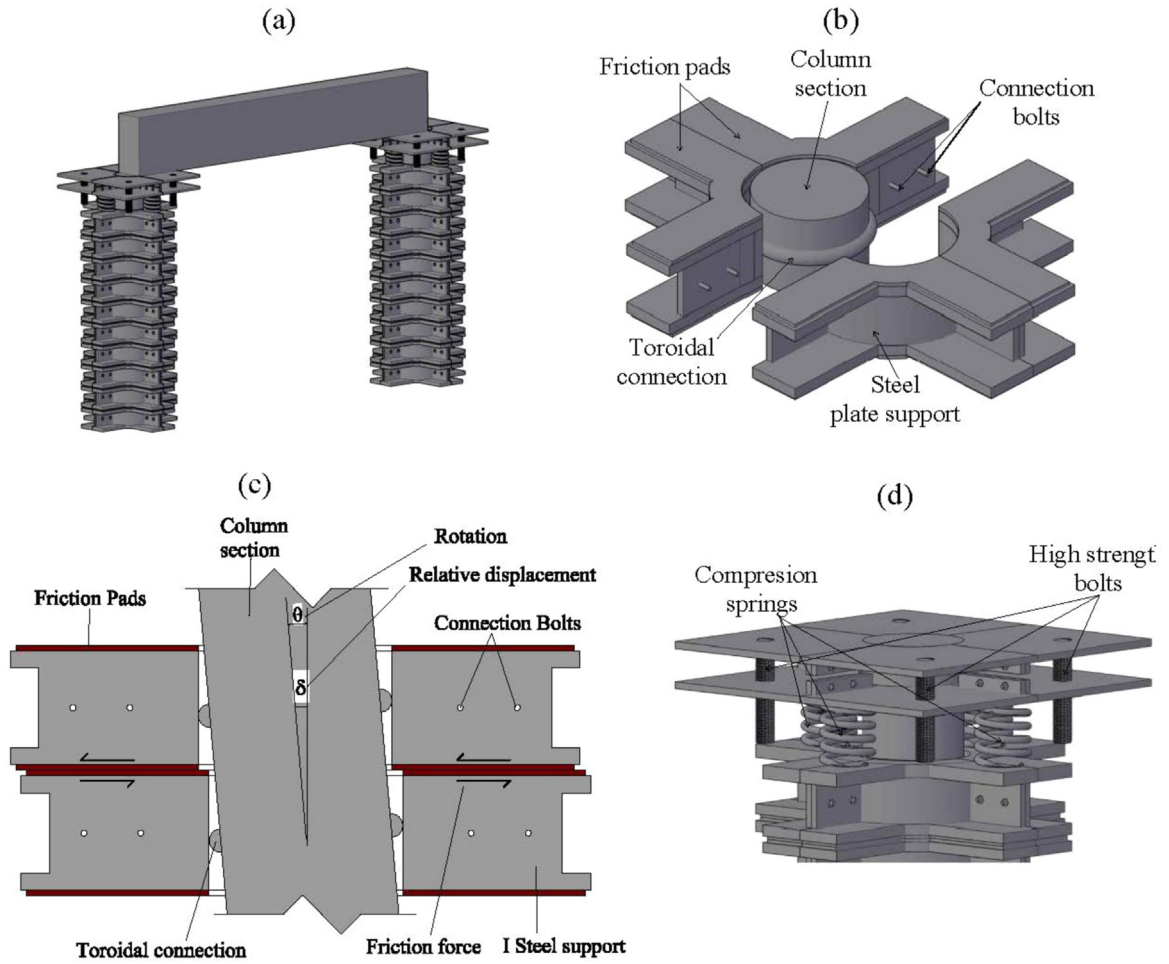 (a)
(b)
Friction pads
Column
section
Connection
bolts
Toroidal
connection
Steel
plate support
(c)
Column
section
Rotation
Relative displacement
Friction Pads
Connection Bolts
θ
δ
Toroidal connection
Friction force
I Steel support
(d)
Compresion
springs
High strengt
bolts